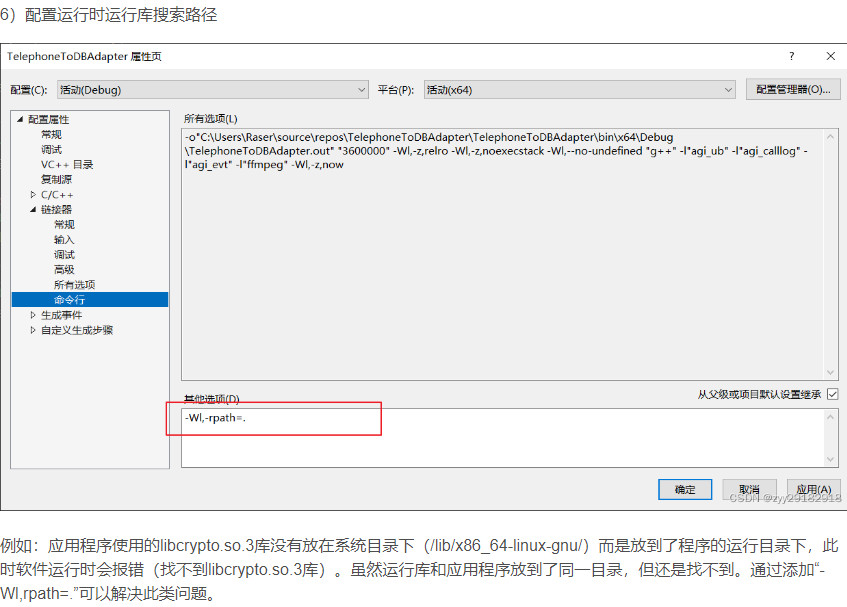 6）配置运行时运行库搜索路径
TelephoneToDBAdapter 属性页
?
配置(C):
活动(Debug)
平台(P):
活动(x64)
配置管理器(O)...
配置属性
常规
调试
VC++ 目录
复制源
C/C++
链接器
常规
输入
调试
高级
所有选项
命令行
生成事件
自定义生成步骤
所有选项(L)
-o"C:\Users\Raser\source\repos\TelephoneToDBAdapter\TelephoneToDBAdapter\bin\x64\Debug
\TelephoneToDBAdapter.out" "3600000" -Wl,-z,relro -Wl,-z,noexecstack -Wl,--no-undefined "g++" -l"agi_ub" -l"agi_calllog" -
l"agi_evt" -l"ffmpeg" -Wl,-z,now
其他选项(D)
从父级或项目默认设置继承
-Wl,-rpath=.
确定
取消
应用(A)
CSDN @zyy29182918
例如：应用程序使用的libcrypto.so.3库没有放在系统目录下（/lib/x86_64-linux-gnu/）而是放到了程序的运行目录下，此
时软件运行时会报错（找不到libcrypto.so.3库）。虽然运行库和应用程序放到了同一目录，但还是找不到。通过添加“-
Wl,rpath=.”可以解决此类问题。